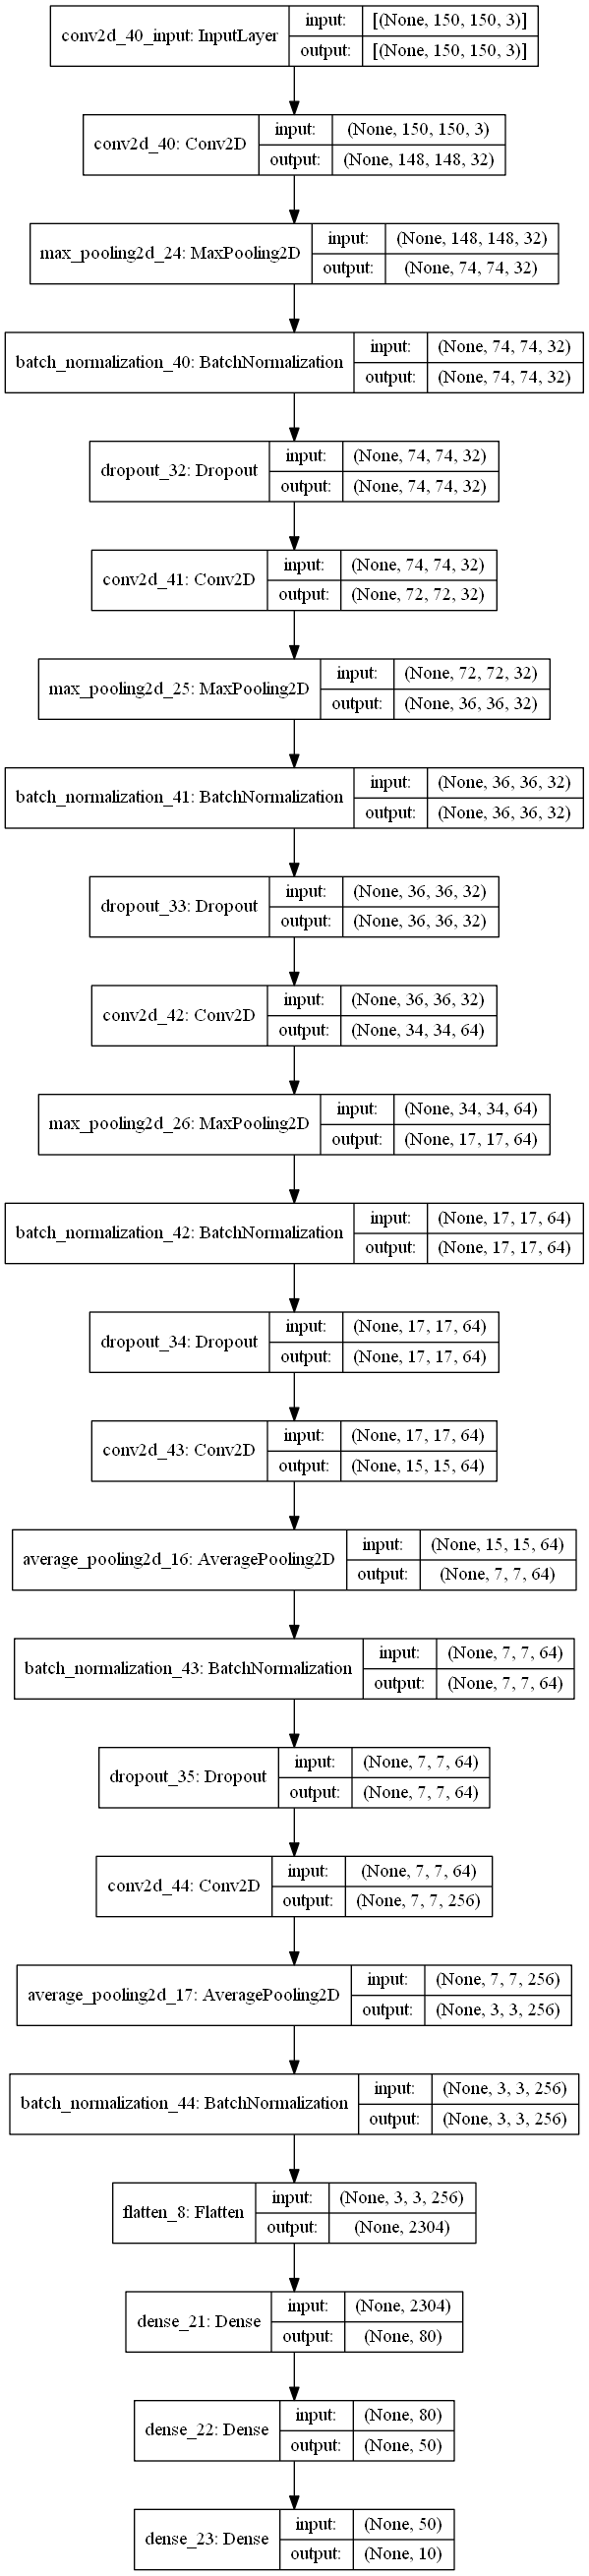 conv2d_40_input: InputLayer
input: [(None, 150, 150, 3)]
output: [(None, 150, 150, 3)]
conv2d_40: Conv2D
input: (None, 150, 150, 3)
output: (None, 148, 148, 32)
max_pooling2d_24: MaxPooling2D
input: (None, 148, 148, 32)
output: (None, 74, 74, 32)
batch_normalization_40: BatchNormalization
input: (None, 74, 74, 32)
output: (None, 74, 74, 32)
dropout_32: Dropout
input: (None, 74, 74, 32)
output: (None, 74, 74, 32)
conv2d_41: Conv2D
input: (None, 74, 74, 32)
output: (None, 72, 72, 32)
max_pooling2d_25: MaxPooling2D
input: (None, 72, 72, 32)
output: (None, 36, 36, 32)
batch_normalization_41: BatchNormalization
input: (None, 36, 36, 32)
output: (None, 36, 36, 32)
dropout_33: Dropout
input: (None, 36, 36, 32)
output: (None, 36, 36, 32)
conv2d_42: Conv2D
input: (None, 36, 36, 32)
output: (None, 34, 34, 64)
max_pooling2d_26: MaxPooling2D
input: (None, 34, 34, 64)
output: (None, 17, 17, 64)
batch_normalization_42: BatchNormalization
input: (None, 17, 17, 64)
output: (None, 17, 17, 64)
dropout_34: Dropout
input: (None, 17, 17, 64)
output: (None, 17, 17, 64)
conv2d_43: Conv2D
input: (None, 17, 17, 64)
output: (None, 15, 15, 64)
average_pooling2d_16: AveragePooling2D
input: (None, 15, 15, 64)
output: (None, 7, 7, 64)
batch_normalization_43: BatchNormalization
input: (None, 7, 7, 64)
output: (None, 7, 7, 64)
dropout_35: Dropout
input: (None, 7, 7, 64)
output: (None, 7, 7, 64)
conv2d_44: Conv2D
input: (None, 7, 7, 64)
output: (None, 7, 7, 256)
average_pooling2d_17: AveragePooling2D
input: (None, 7, 7, 256)
output: (None, 3, 3, 256)
batch_normalization_44: BatchNormalization
input: (None, 3, 3, 256)
output: (None, 3, 3, 256)
flatten_8: Flatten
input: (None, 3, 3, 256)
output: (None, 2304)
dense_21: Dense
input: (None, 2304)
output: (None, 80)
dense_22: Dense
input: (None, 80)
output: (None, 50)
dense_23: Dense
input: (None, 50)
output: (None, 10)